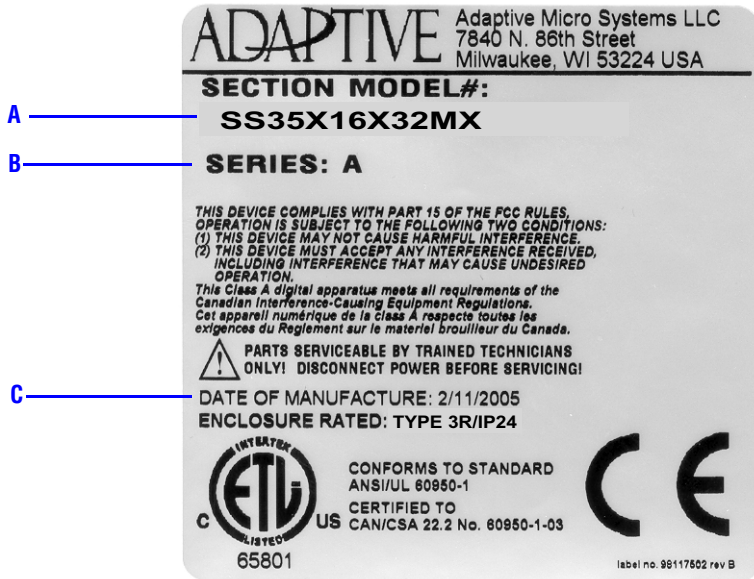 ADAPTIVE
Adaptive Micro Systems LLC
7840 N. 86th Street
Milwaukee, WI 53224 USA
SECTION MODEL#:
A
SS35X16X32MX
B
SERIES: A
THIS DEVICE COMPLIES WITH PART 15 OF THE FCC RULES,
OPERATION IS SUBJECT TO THE FOLLOWING TWO CONDITIONS:
(1) THIS DEVICE MAY NOT CAUSE HARMFUL INTERFERENCE.
(2) THIS DEVICE MUST ACCEPT ANY INTERFERENCE RECEIVED,
INCLUDING INTERFERENCE THAT MAY CAUSE UNDESIRED
OPERATION.
This Class A digital apparatus meets all requirements of the
Canadian Interference-Causing Equipment Regulations.
Cet appareil numérique de la class A respecte toutes les
exigences du Reglement sur le materiel brouilleur du Canada.
PARTS SERVICEABLE BY TRAINED TECHNICIANS
ONLY! DISCONNECT POWER BEFORE SERVICING!
C
DATE OF MANUFACTURE: 2/11/2005
ENCLOSURE RATED: TYPE 3R/IP24
INTERTEK
ETL
LISTED
C
US
65801
CONFORMS TO STANDARD
ANSI/UL 60950-1
CERTIFIED TO
CAN/CSA 22.2 No. 60950-1-03
CE
label no. 98117502 rev B